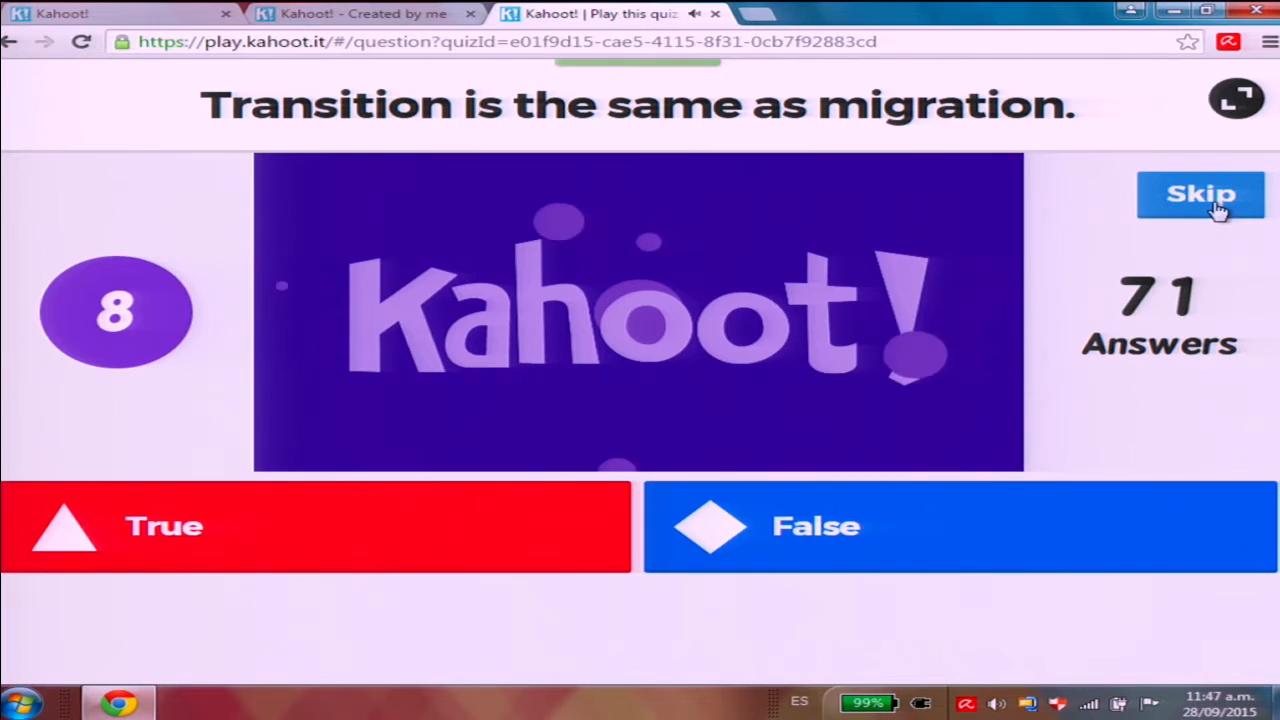 Kahoot!
Kahoot! - Created by me
Kahoot! | Play this quiz
https://play.kahoot.it/#/question?quizId=e01f9d15-cae5-4115-8f31-0cb7f92883cd
Transition is the same as migration.
Skip
8
Kahoot!
71
Answers
True
False
ES
99%
11:47 a.m.
28/09/2015